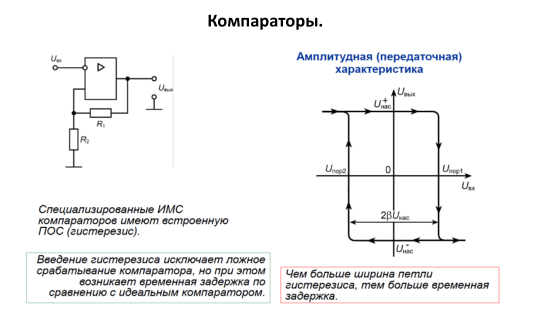 Компараторы.
Uвх
Uвых
R1
R2
Специализированные ИМС
компараторов имеют встроенную
ПОС (гистерезис).
Введение гистерезиса исключает ложное
срабатывание компаратора, но при этом
возникает временная задержка по
сравнению с идеальным компаратором.
Амплитудная (передаточная)
характеристика
Uвых
U+нас
Uпор2
0
Uпор1
Uвх
2βUнас
U-нас
Чем больше ширина петли
гистерезиса, тем больше временная
задержка.